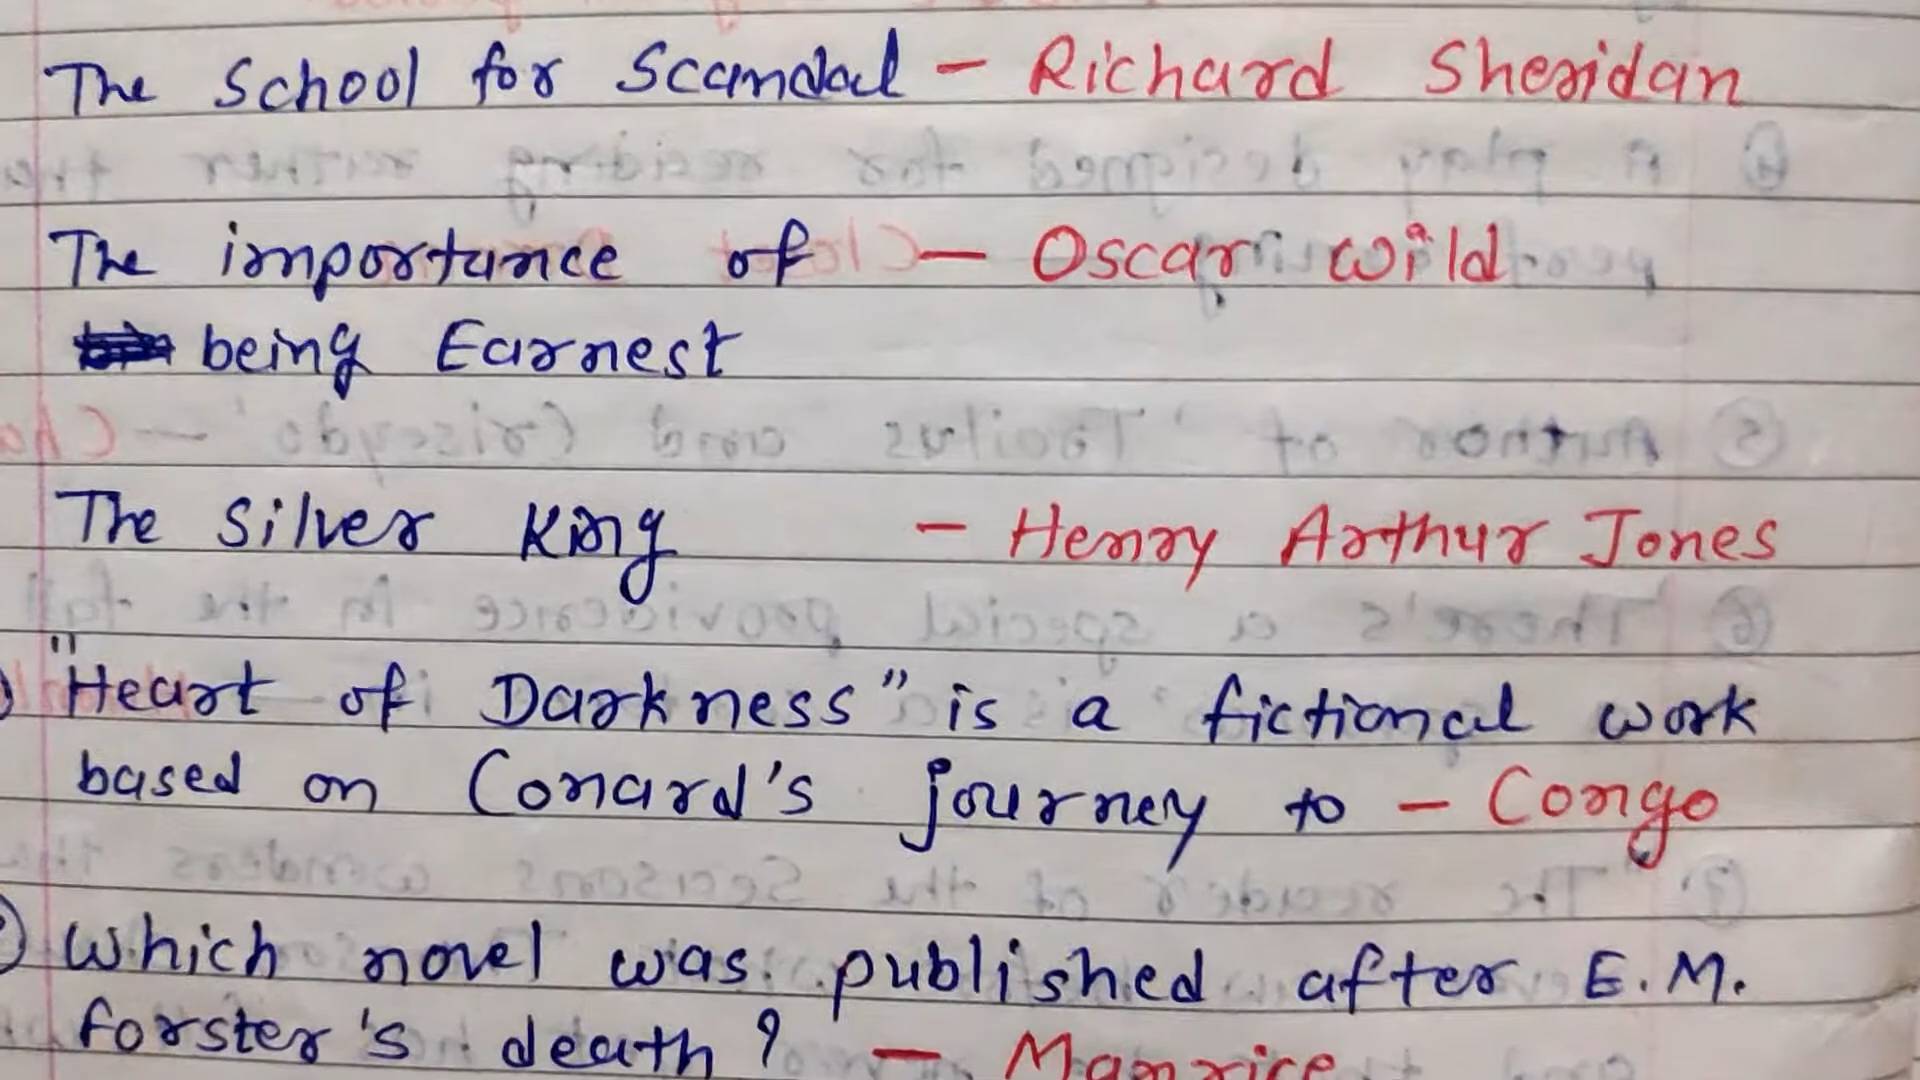 The School for Scandal - Richard Sheridan
The importance of - Oscar Wild.
being Earnest
The Silver King - Henry Arthur Jones
"Heart of Darkness" is a fictional work
based on Conard's journey to - Congo
Which novel was published after E.M.
forster's death? - Maurice